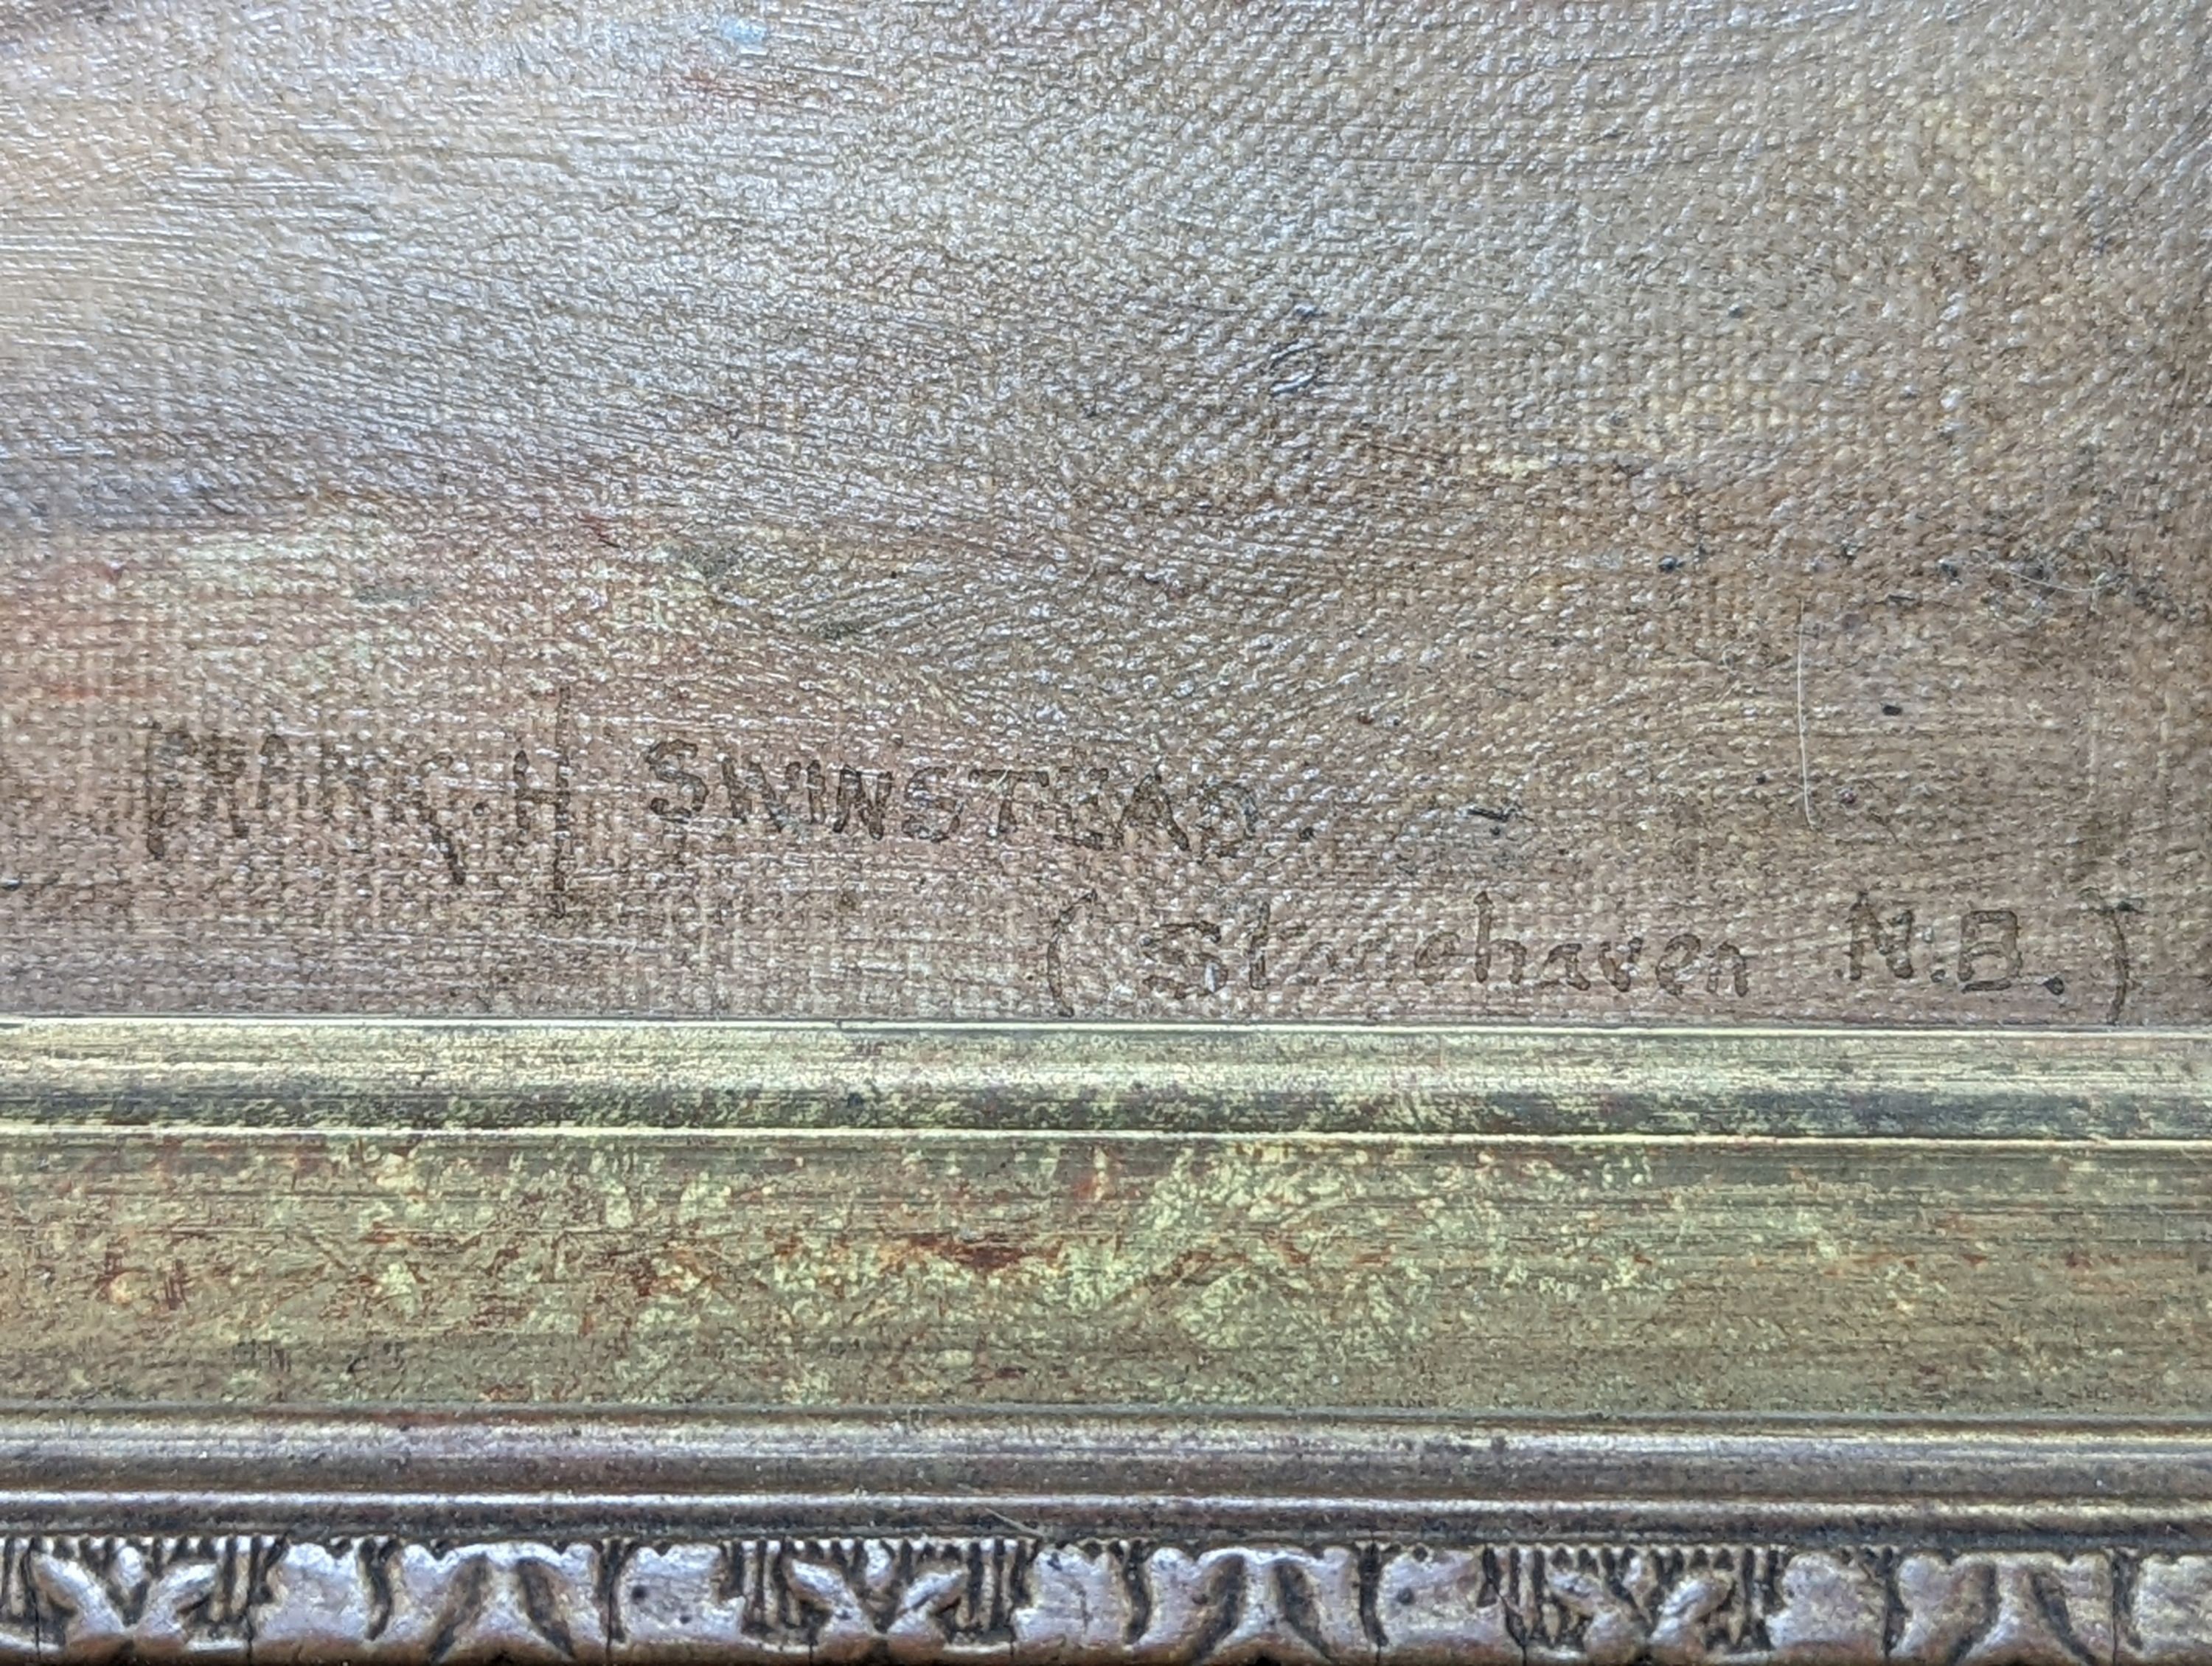 FRANK. H SWINSTEAD.
(Stonehaven N.B.)